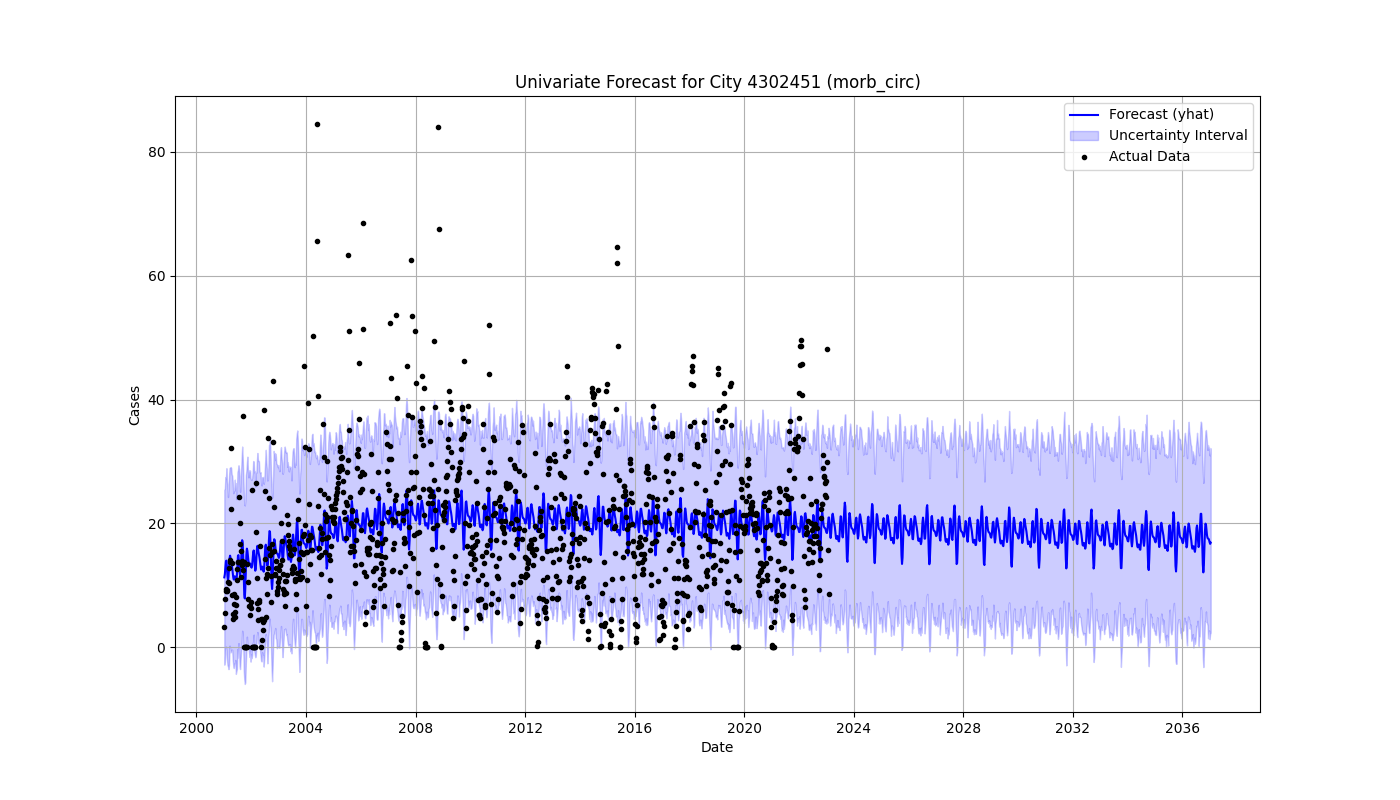 Univariate Forecast for City 4302451 (morb_circ)
Forecast (yhat)
Uncertainty Interval
Actual Data
80
60
40
20
0
Cases
2000 2004 2008 2012 2016 2020 2024 2028 2032 2036
Date